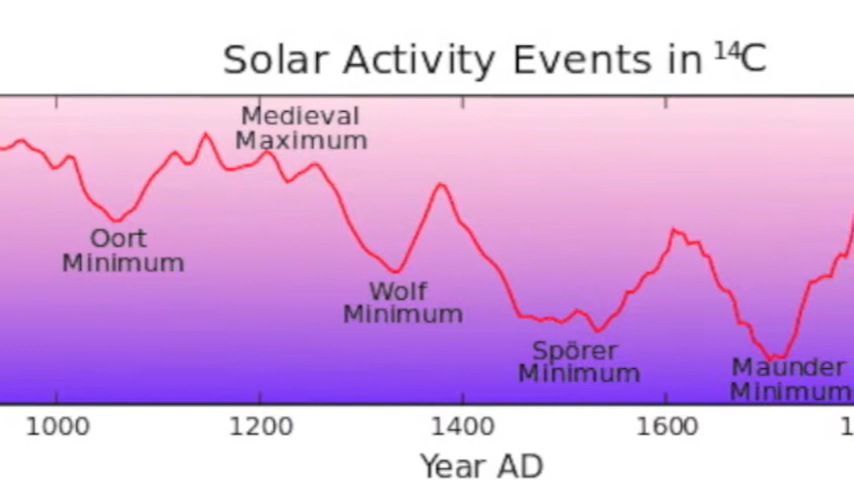 Solar Activity Events in ¹⁴C
Medieval
Maximum
Oort
Minimum
Wolf
Minimum
Spörer
Minimum
Maunder
Minimum
1000 1200 1400 1600 1
Year AD